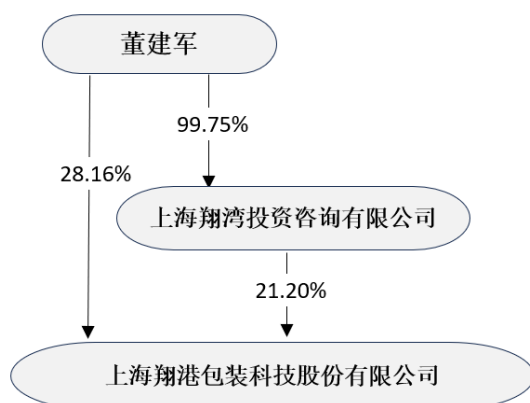 董建军
99.75%
28.16%
上海翔湾投资咨询有限公司
21.20%
上海翔港包装科技股份有限公司